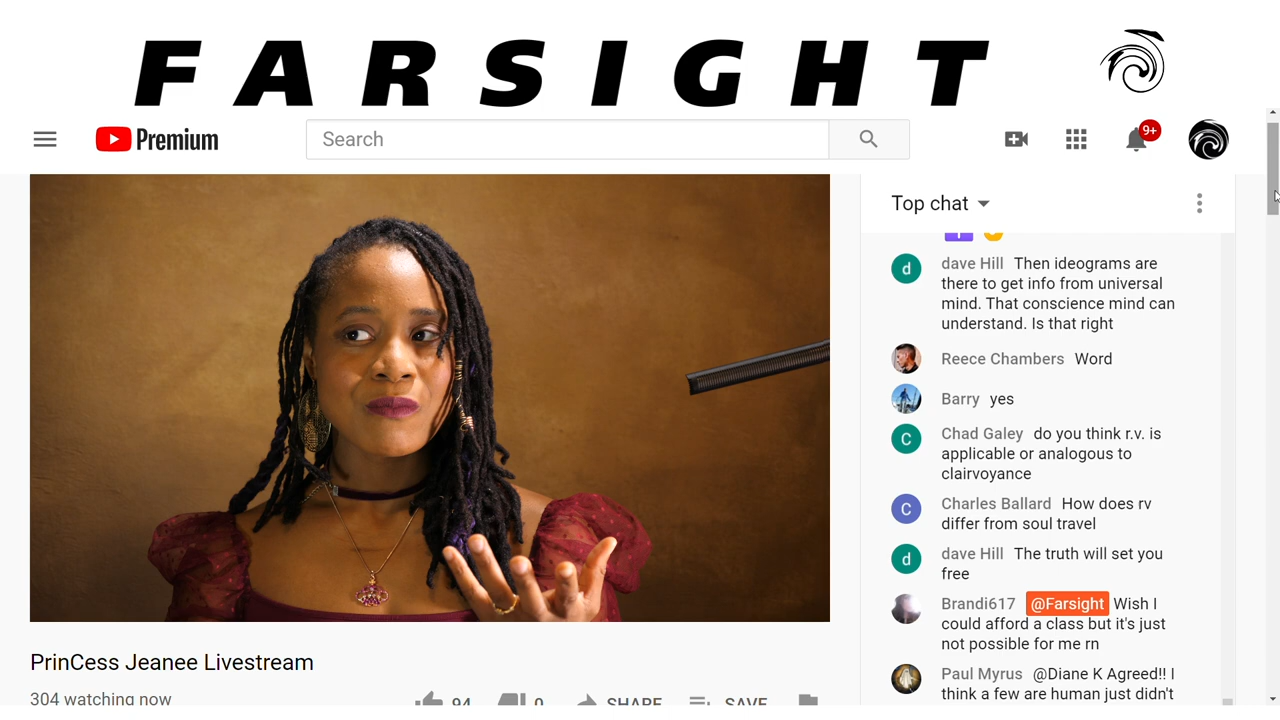 FARSIGHT
Premium
Search
9+
Top chat
d
dave Hill Then ideograms are
there to get info from universal
mind. That conscience mind can
understand. Is that right
Reece Chambers Word
Barry yes
C
Chad Galey do you think r.v. is
applicable or analogous to
clairvoyance
C
Charles Ballard How does rv
differ from soul travel
d
dave Hill The truth will set you
free
Brandi617 @Farsight Wish I
could afford a class but it's just
not possible for me rn
Paul Myrus @Diane K Agreed!! I
think a few are human just didn't
PrinCess Jeanee Livestream
304 watching now
94
0
SHARE
SAVE